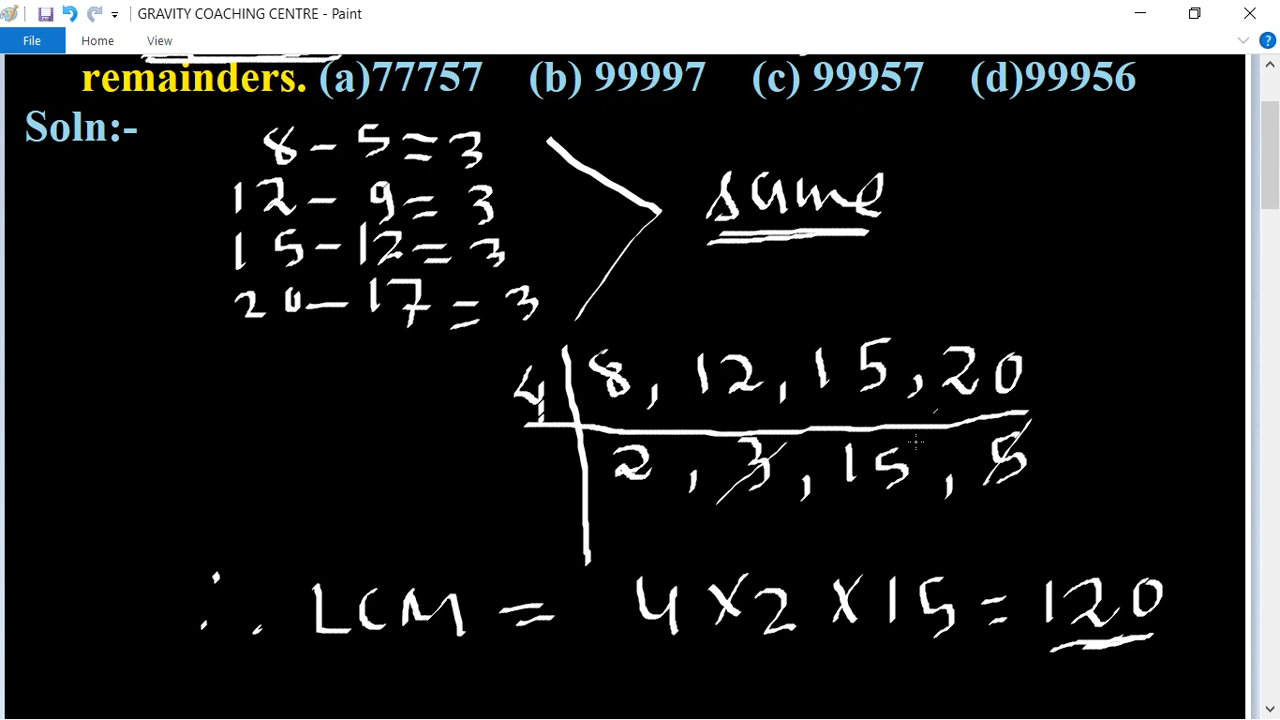 GRAVITY COACHING CENTRE - Paint
File Home View
remainders. (a)77757 (b) 99997 (c) 99957 (d)99956
Soln:-
8 - 5 = 3
12 - 9 = 3
same
15 - 12 = 3
20 - 17 = 3
4 8, 12, 15, 20
2, 3, 15, 5
∴ LCM = 4 × 2 × 15 = 120